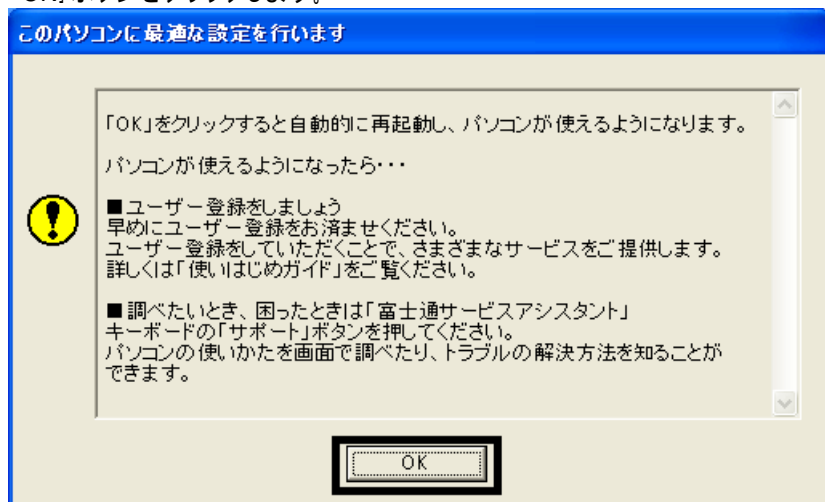 OK」ボタンをクリックします。
このパソコンに最適な設定を行います
「OK」をクリックすると自動的に再起動し、パソコンが使えるようになります。
パソコンが使えるようになったら・・・
■ユーザー登録をしましょう
早めにユーザー登録をお済ませください。
ユーザー登録をしていただくことで、さまざまなサービスをご提供します。
詳しくは「使いはじめガイド」をご覧ください。
■調べたいとき、困ったときは「富士通サービスアシスタント」
キーボードの「サポート」ボタンを押してください。
パソコンの使いかたを画面で調べたり、トラブルの解決方法を知ることが
できます。
OK